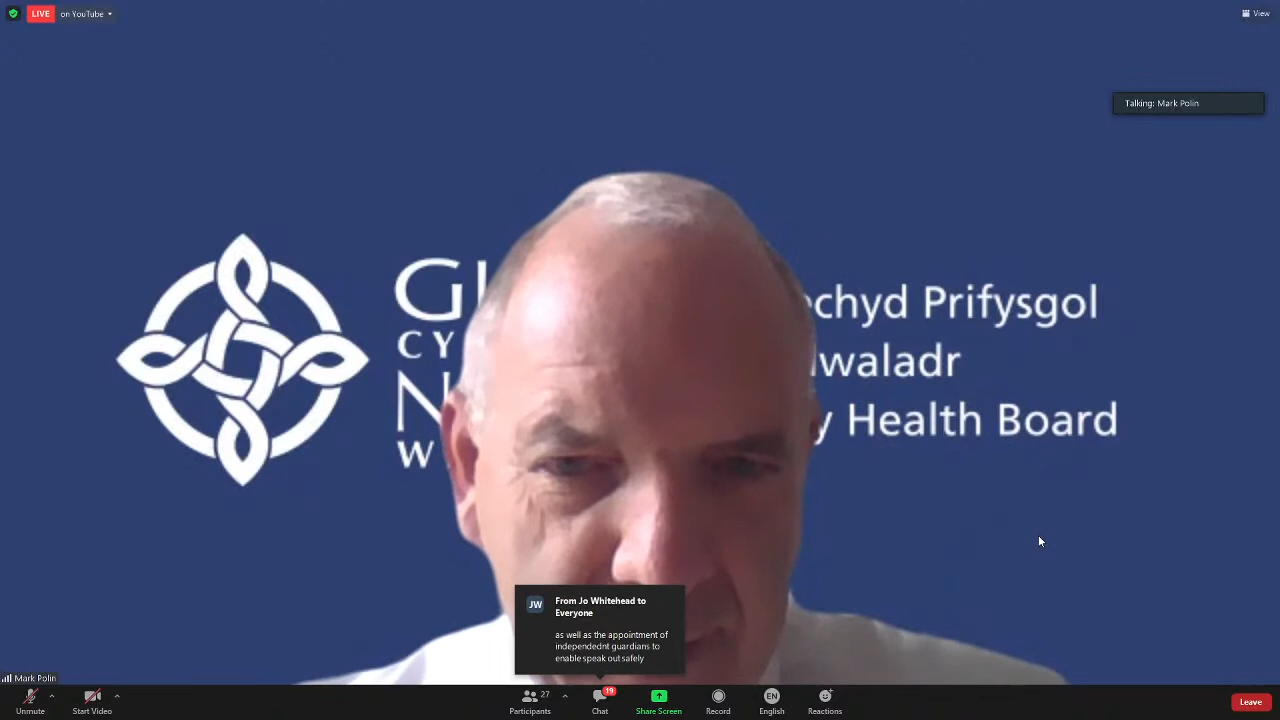 LIVE
on YouTube
View
Talking: Mark Polin
echyd Prifysgol
CY
lwaladr
N
y Health Board
W
From Jo Whitehead to
Everyone
JW
as well as the appointment of
independednt guardians to
enable speak out safely
Mark Polin
27
19
EN
Unmute
Start Video
Participants
Chat
Share Screen
Record
English
Reactions
Leave